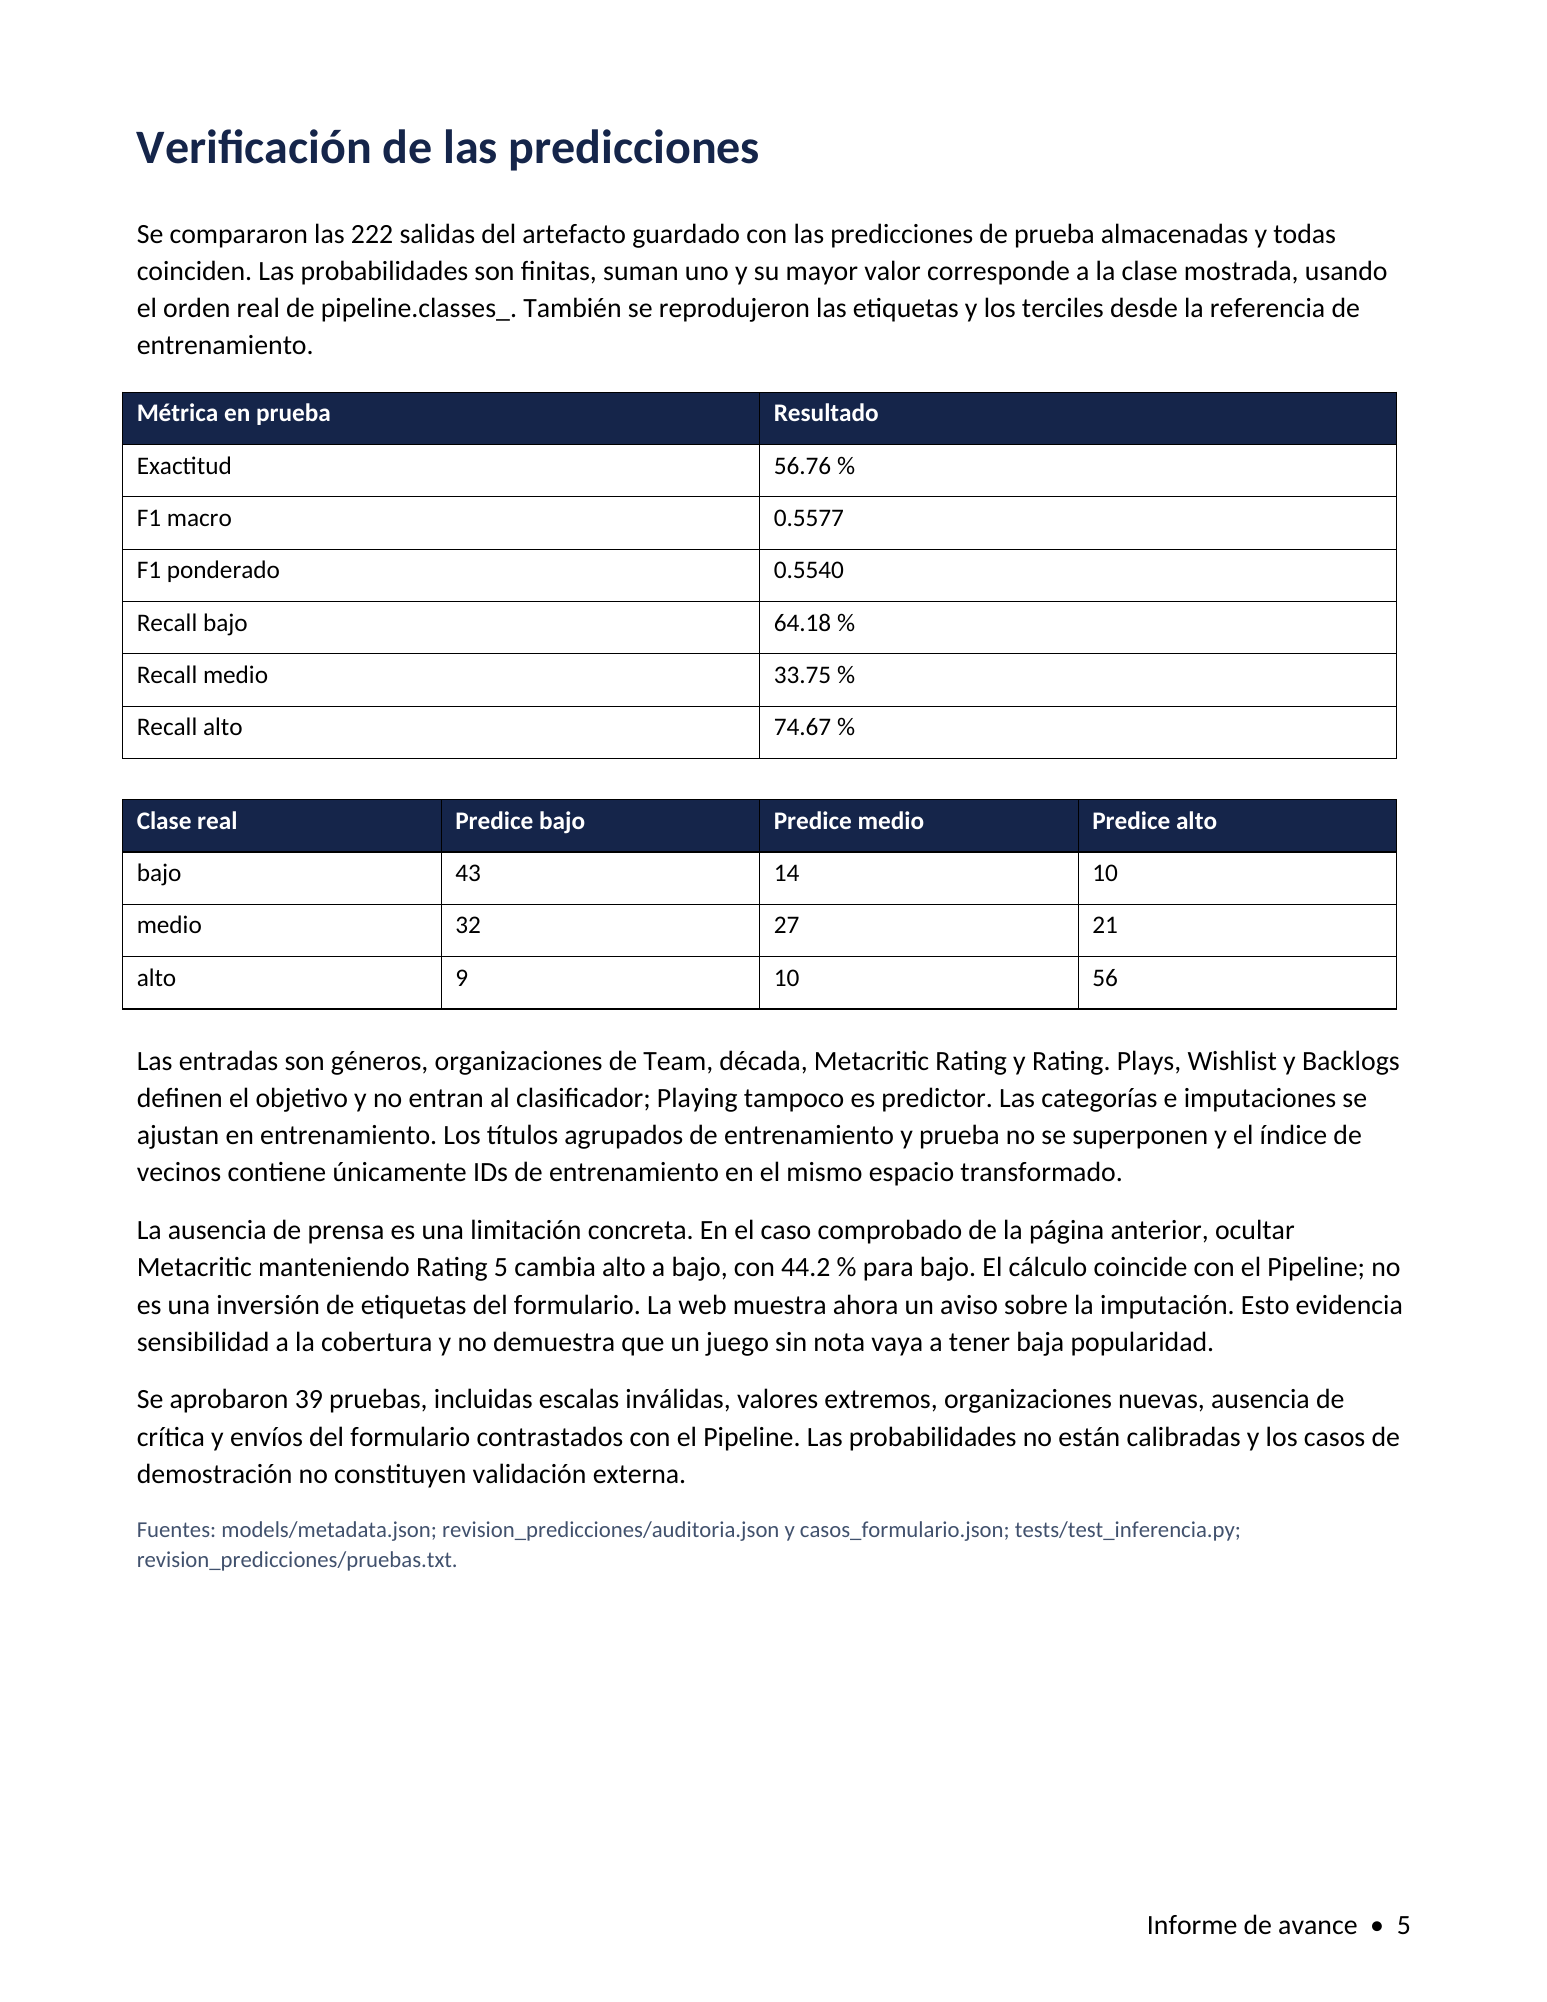 Verificación de las predicciones
Se compararon las 222 salidas del artefacto guardado con las predicciones de prueba almacenadas y todas
coinciden. Las probabilidades son finitas, suman uno y su mayor valor corresponde a la clase mostrada, usando
el orden real de pipeline.classes_. También se reprodujeron las etiquetas y los terciles desde la referencia de
entrenamiento.
Métrica en prueba Resultado
Exactitud 56.76 %
F1 macro 0.5577
F1 ponderado 0.5540
Recall bajo 64.18 %
Recall medio 33.75 %
Recall alto 74.67 %
Clase real Predice bajo Predice medio Predice alto
bajo 43 14 10
medio 32 27 21
alto 9 10 56
Las entradas son géneros, organizaciones de Team, década, Metacritic Rating y Rating. Plays, Wishlist y Backlogs
definen el objetivo y no entran al clasificador; Playing tampoco es predictor. Las categorías e imputaciones se
ajustan en entrenamiento. Los títulos agrupados de entrenamiento y prueba no se superponen y el índice de
vecinos contiene únicamente IDs de entrenamiento en el mismo espacio transformado.
La ausencia de prensa es una limitación concreta. En el caso comprobado de la página anterior, ocultar
Metacritic manteniendo Rating 5 cambia alto a bajo, con 44.2 % para bajo. El cálculo coincide con el Pipeline; no
es una inversión de etiquetas del formulario. La web muestra ahora un aviso sobre la imputación. Esto evidencia
sensibilidad a la cobertura y no demuestra que un juego sin nota vaya a tener baja popularidad.
Se aprobaron 39 pruebas, incluidas escalas inválidas, valores extremos, organizaciones nuevas, ausencia de
crítica y envíos del formulario contrastados con el Pipeline. Las probabilidades no están calibradas y los casos de
demostración no constituyen validación externa.
Fuentes: models/metadata.json; revision_predicciones/auditoria.json y casos_formulario.json; tests/test_inferencia.py;
revision_predicciones/pruebas.txt.
Informe de avance • 5